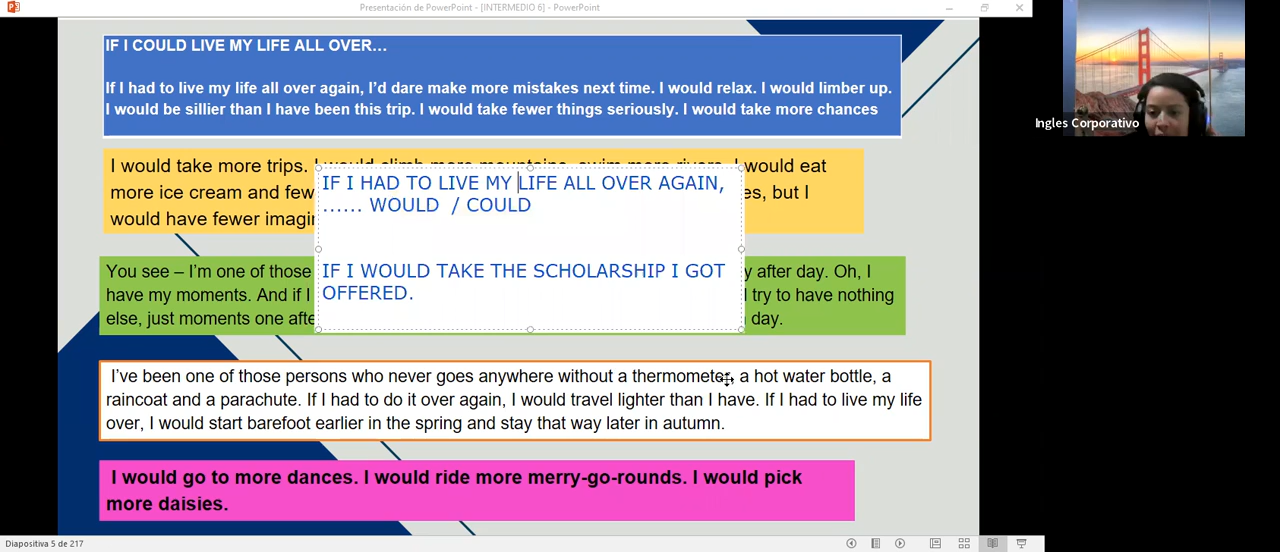 Presentación de PowerPoint - [INTERMEDIO 6] - PowerPoint
IF I COULD LIVE MY LIFE ALL OVER...
If I had to live my life all over again, I'd dare make more mistakes next time. I would relax. I would limber up.
I would be sillier than I have been this trip. I would take fewer things seriously. I would take more chances
I would take more trips. I would climb more mountains, swim more rivers. I would eat
more ice cream and few es, but I
would have fewer imagin
IF I HAD TO LIVE MY LIFE ALL OVER AGAIN,
...... WOULD / COULD
IF I WOULD TAKE THE SCHOLARSHIP I GOT
OFFERED.
You see – I'm one of those y after day. Oh, I
have my moments. And if I try to have nothing
else, just moments one afte day.
I've been one of those persons who never goes anywhere without a thermometer, a hot water bottle, a
raincoat and a parachute. If I had to do it over again, I would travel lighter than I have. If I had to live my life
over, I would start barefoot earlier in the spring and stay that way later in autumn.
I would go to more dances. I would ride more merry-go-rounds. I would pick
more daisies.
Ingles Corporativo
Diapositiva 5 de 217